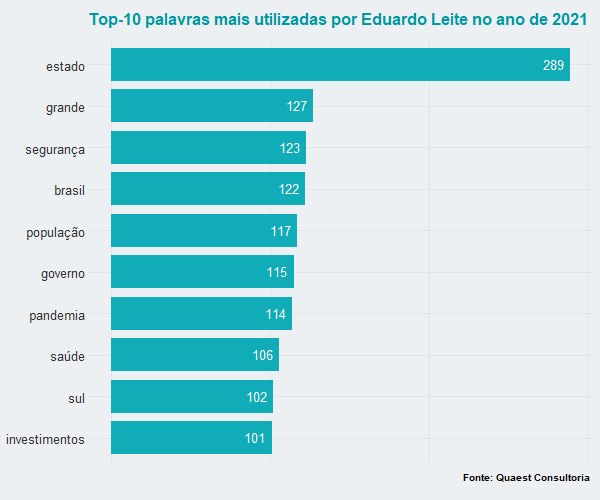 Top-10 palavras mais utilizadas por Eduardo Leite no ano de 2021
estado 289
grande 127
segurança 123
brasil 122
população 117
governo 115
pandemia 114
saúde 106
sul 102
investimentos 101
Fonte: Quaest Consultoria